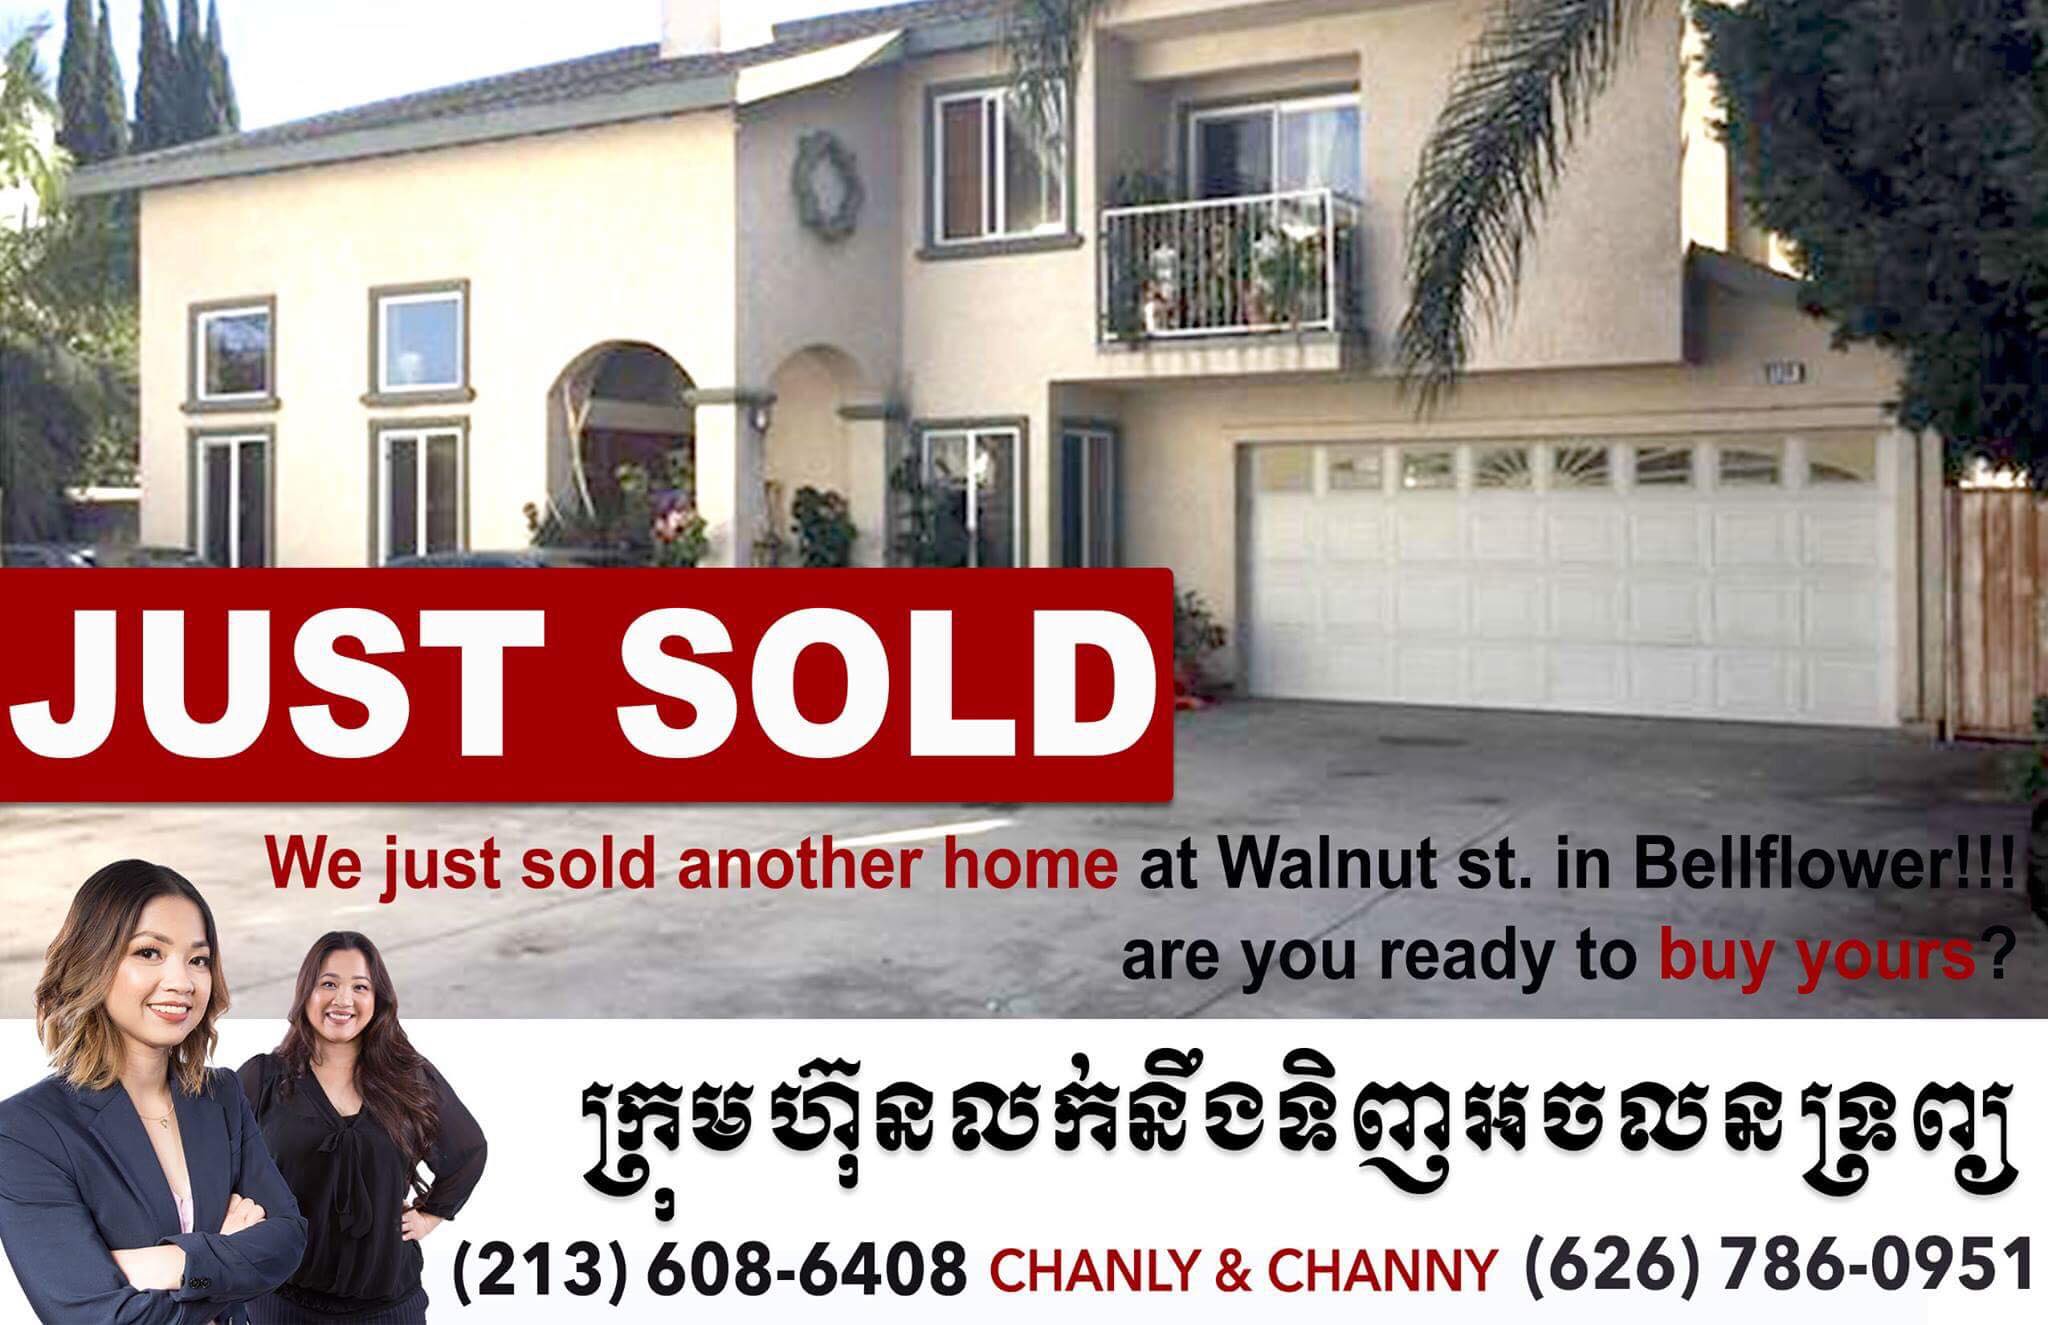 JUST SOLD
We just sold another home at Walnut st. in Bellflower!!!
are you ready to buy yours?
ក្រុមហ៊ុនលក់នឹងទិញអចលនទ្រព្យ
(213) 608-6408 CHANLY & CHANNY (626) 786-0951